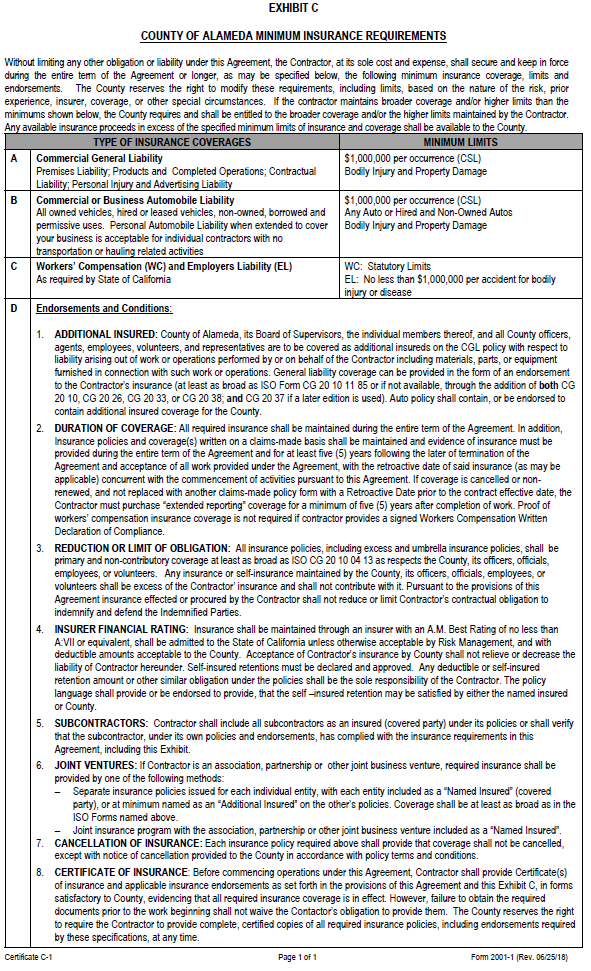 EXHIBIT C
COUNTY OF ALAMEDA MINIMUM INSURANCE REQUIREMENTS
Without limiting any other obligation or liability under this Agreement, the Contractor, at its sole cost and expense, shall secure and keep in force
during the entire term of the Agreement or longer, as may be specified below, the following minimum insurance coverage, limits and
endorsements. The County reserves the right to modify these requirements, including limits, based on the nature of the risk, prior
experience, insurer, coverage, or other special circumstances. If the contractor maintains broader coverage and/or higher limits than the
minimums shown below, the County requires and shall be entitled to the broader coverage and/or the higher limits maintained by the Contractor.
Any available insurance proceeds in excess of the specified minimum limits of insurance and coverage shall be available to the County.
TYPE OF INSURANCE COVERAGES MINIMUM LIMITS
A Commercial General Liability $1,000,000 per occurrence (CSL)
Premises Liability; Products and Completed Operations; Contractual Bodily Injury and Property Damage
Liability; Personal Injury and Advertising Liability
B Commercial or Business Automobile Liability $1,000,000 per occurrence (CSL)
All owned vehicles, hired or leased vehicles, non-owned, borrowed and Any Auto or Hired and Non-Owned Autos
permissive uses. Personal Automobile Liability when extended to cover Bodily Injury and Property Damage
your business is acceptable for individual contractors with no
transportation or hauling related activities
C Workers' Compensation (WC) and Employers Liability (EL) WC: Statutory Limits
As required by State of California EL: No less than $1,000,000 per accident for bodily
injury or disease
D Endorsements and Conditions:
1. ADDITIONAL INSURED: County of Alameda, its Board of Supervisors, the individual members thereof, and all County officers,
agents, employees, volunteers, and representatives are to be covered as additional insureds on the CGL policy with respect to
liability arising out of work or operations performed by or on behalf of the Contractor including materials, parts, or equipment
furnished in connection with such work or operations. General liability coverage can be provided in the form of an endorsement
to the Contractor's insurance (at least as broad as ISO Form CG 20 10 11 85 or if not available, through the addition of both CG
20 10, CG 20 26, CG 20 33, or CG 20 38; and CG 20 37 if a later edition is used). Auto policy shall contain, or be endorsed to
contain additional insured coverage for the County.
2. DURATION OF COVERAGE: All required insurance shall be maintained during the entire term of the Agreement. In addition,
Insurance policies and coverage(s) written on a claims-made basis shall be maintained and evidence of insurance must be
provided during the entire term of the Agreement and for at least five (5) years following the later of termination of the
Agreement and acceptance of all work provided under the Agreement, with the retroactive date of said insurance (as may be
applicable) concurrent with the commencement of activities pursuant to this Agreement. If coverage is cancelled or non-
renewed, and not replaced with another claims-made policy form with a Retroactive Date prior to the contract effective date, the
Contractor must purchase “extended reporting” coverage for a minimum of five (5) years after completion of work. Proof of
workers' compensation insurance coverage is not required if contractor provides a signed Workers Compensation Written
Declaration of Compliance.
3. REDUCTION OR LIMIT OF OBLIGATION: All insurance policies, including excess and umbrella insurance policies, shall be
primary and non-contributory coverage at least as broad as ISO CG 20 10 04 13 as respects the County, its officers, officials,
employees, or volunteers. Any insurance or self-insurance maintained by the County, its officers, officials, employees, or
volunteers shall be excess of the Contractor' insurance and shall not contribute with it. Pursuant to the provisions of this
Agreement insurance effected or procured by the Contractor shall not reduce or limit Contractor's contractual obligation to
indemnify and defend the Indemnified Parties.
4. INSURER FINANCIAL RATING: Insurance shall be maintained through an insurer with an A.M. Best Rating of no less than
A:VII or equivalent, shall be admitted to the State of California unless otherwise acceptable by Risk Management, and with
deductible amounts acceptable to the County. Acceptance of Contractor's insurance by County shall not relieve or decrease the
liability of Contractor hereunder. Self-insured retentions must be declared and approved. Any deductible or self-insured
retention amount or other similar obligation under the policies shall be the sole responsibility of the Contractor. The policy
language shall provide or be endorsed to provide, that the self –insured retention may be satisfied by either the named insured
or County.
5. SUBCONTRACTORS: Contractor shall include all subcontractors as an insured (covered party) under its policies or shall verify
that the subcontractor, under its own policies and endorsements, has complied with the insurance requirements in this
Agreement, including this Exhibit.
6. JOINT VENTURES: If Contractor is an association, partnership or other joint business venture, required insurance shall be
provided by one of the following methods:
– Separate insurance policies issued for each individual entity, with each entity included as a “Named Insured” (covered
party), or at minimum named as an “Additional Insured” on the other's policies. Coverage shall be at least as broad as in the
ISO Forms named above.
– Joint insurance program with the association, partnership or other joint business venture included as a “Named Insured”.
7. CANCELLATION OF INSURANCE: Each insurance policy required above shall provide that coverage shall not be cancelled,
except with notice of cancellation provided to the County in accordance with policy terms and conditions.
8. CERTIFICATE OF INSURANCE: Before commencing operations under this Agreement, Contractor shall provide Certificate(s)
of insurance and applicable insurance endorsements as set forth in the provisions of this Agreement and this Exhibit C, in forms
satisfactory to County, evidencing that all required insurance coverage is in effect. However, failure to obtain the required
documents prior to the work beginning shall not waive the Contactor's obligation to provide them. The County reserves the right
to require the Contractor to provide complete, certified copies of all required insurance policies, including endorsements required
by these specifications, at any time.
Certificate C-1 Page 1 of 1 Form 2001-1 (Rev. 06/25/18)